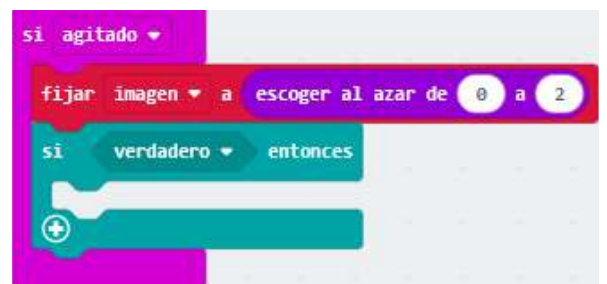 si agitado
fijar imagen a escoger al azar de 0 a 2
si verdadero entonces